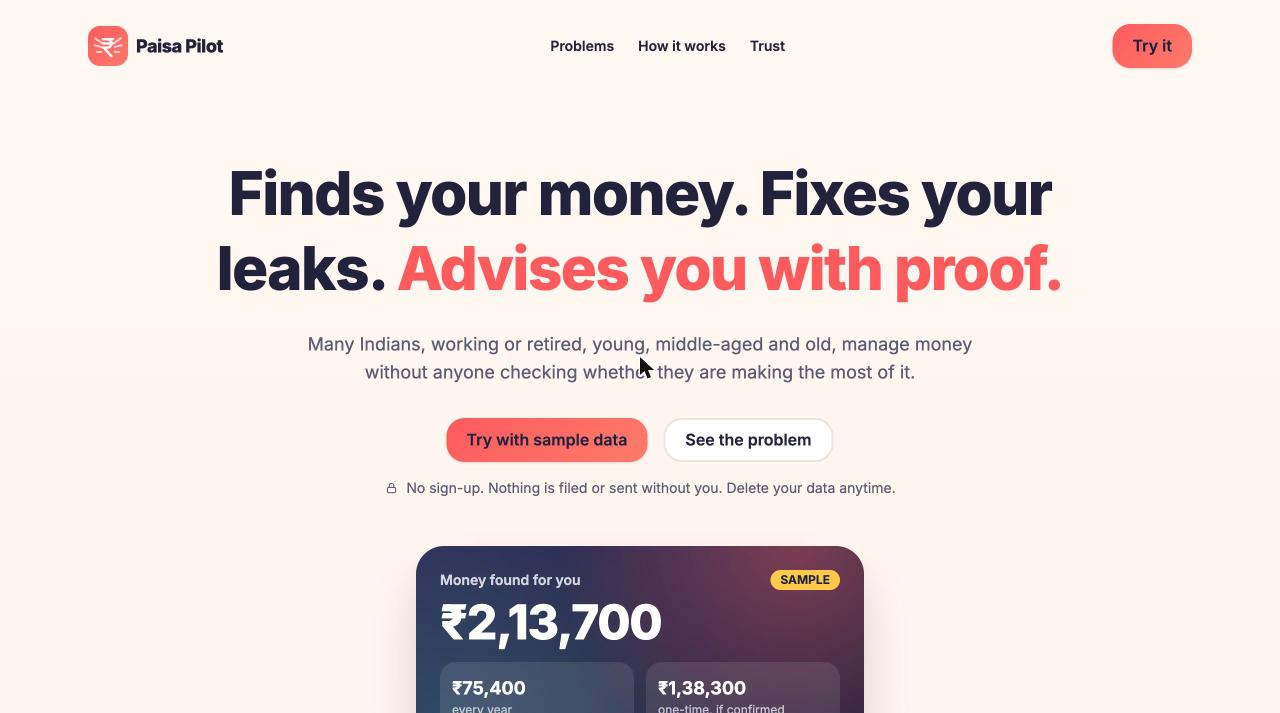 Paisa Pilot
Problems
How it works
Trust
Try it
Finds your money. Fixes your
leaks. Advises you with proof.
Many Indians, working or retired, young, middle-aged and old, manage money
without anyone checking whether they are making the most of it.
Try with sample data
See the problem
No sign-up. Nothing is filed or sent without you. Delete your data anytime.
Money found for you
SAMPLE
₹2,13,700
₹75,400
₹1,38,300
every year
one-time, if confirmed